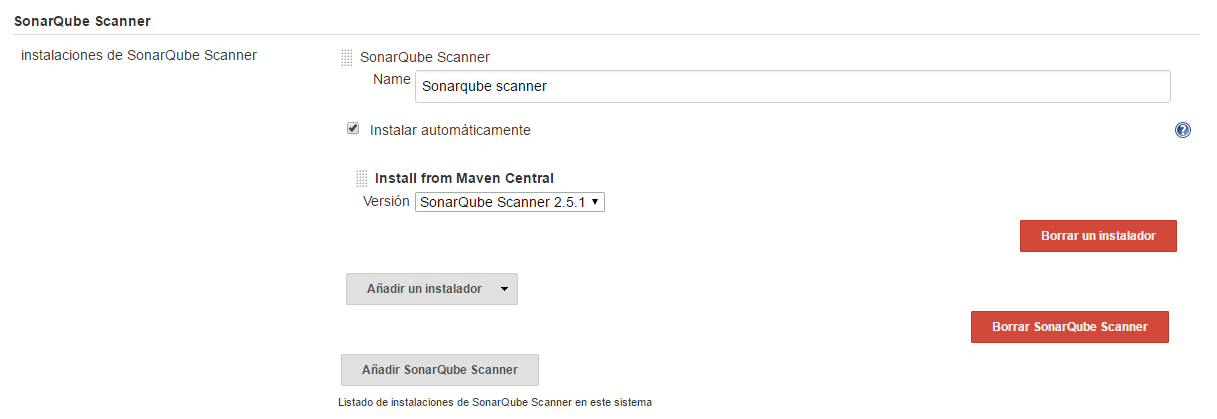 SonarQube Scanner
instalaciones de SonarQube Scanner
SonarQube Scanner
Name
Sonarqube scanner
Instalar automáticamente
?
Install from Maven Central
Versión
SonarQube Scanner 2.5.1
Borrar un instalador
Añadir un instalador
Borrar SonarQube Scanner
Añadir SonarQube Scanner
Listado de instalaciones de SonarQube Scanner en este sistema